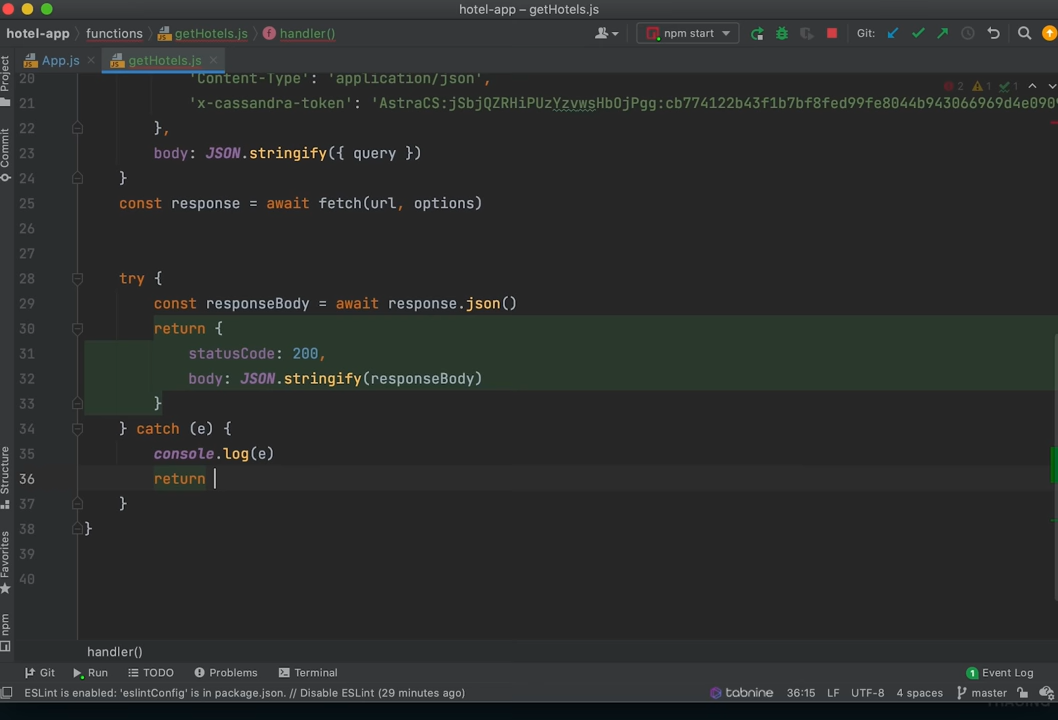 hotel-app – getHotels.js
hotel-app functions getHotels.js handler() npm start Git:
Project App.js getHotels.js
20 'Content-Type': 'application/json', 2 1 1
21 'x-cassandra-token':
22 },
Commit 23 body: JSON.stringify({ query })
24 }
25 const response = await fetch(url, options)
26
27
28 try {
29 const responseBody = await response.json()
30 return {
31 statusCode: 200,
32 body: JSON.stringify(responseBody)
33 }
34 } catch (e) {
35 console.log(e)
Structure 36 return
37 }
38 }
Favorites 39
40
npm
handler()
Git Run TODO Problems Terminal 1 Event Log
ESLint is enabled: 'eslintConfig' is in package.json. // Disable ESLint (29 minutes ago) tabnine 36:15 LF UTF-8 4 spaces master